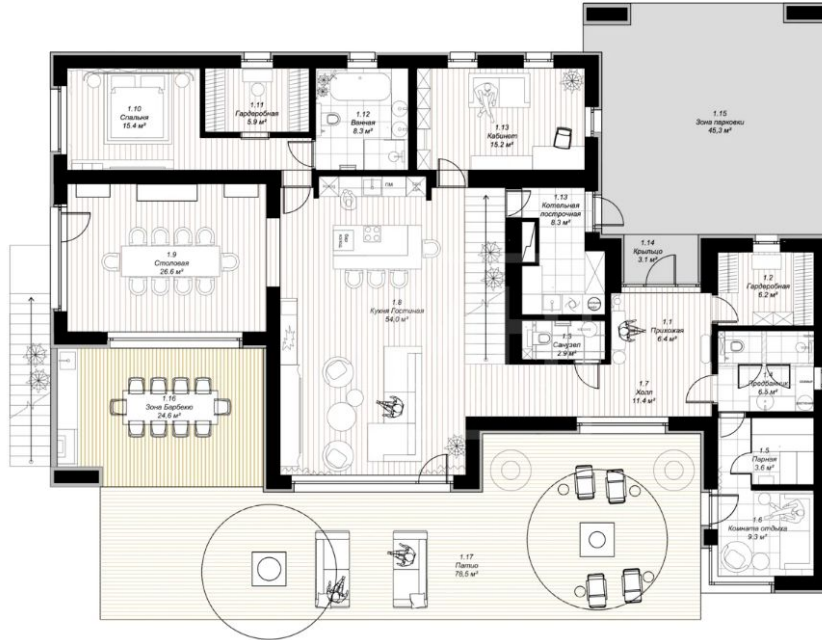 1.15
Зона парковки
45,3 м²
1.10
Спальня
15.4 м²
1.11
Гардеробная
5.9 м²
1.12
Ванная
8.3 м²
1.13
Кабинет
15.2 м²
ПМ
1.13
Котельная
построчная
8.3 м²
1.14
Крыльцо
3.1 м²
1.9
Столовая
26.6 м²
1.8
Кухня Гостиная
54,0 м²
1.2
Гардеробная
6.2 м²
1.1
Прихожая
6.4 м²
1.3
Санузел
2.9 м²
1.7
Холл
11.4 м²
1.4
Предбанник
6.5 м²
1.16
Зона Барбекю
24.6 м²
1.5
Парная
3.6 м²
1.6
Комната отдыха
9.3 м²
1.17
Патио
76,5 м²